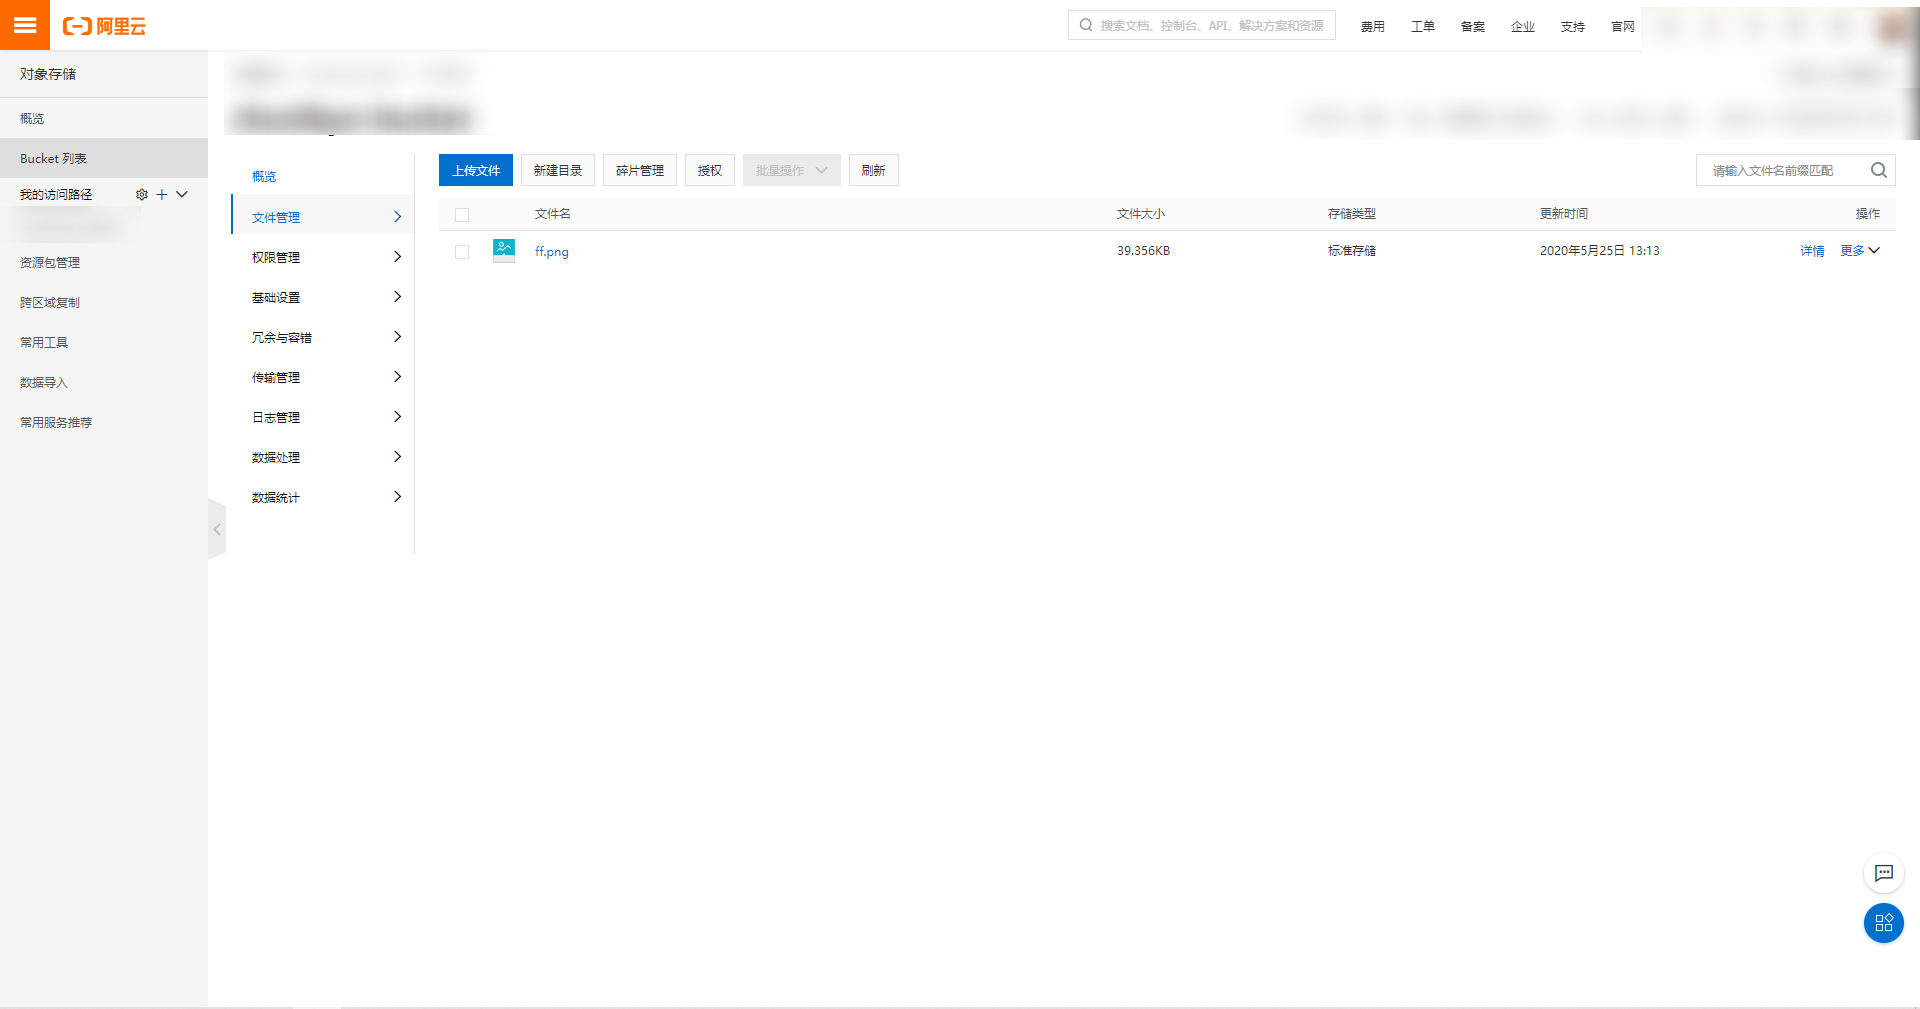 阿里云
搜索文档、控制台、API、解决方案和资源
费用 工单 备案 企业 支持 官网
对象存储
概览
Bucket 列表
我的访问路径
资源包管理
跨区域复制
常用工具
数据导入
常用服务推荐
概览
文件管理
权限管理
基础设置
冗余与容错
传输管理
日志管理
数据处理
数据统计
上传文件 新建目录 碎片管理 授权 批量操作 刷新 请输入文件名前缀匹配
文件名 文件大小 存储类型 更新时间 操作
ff.png 39.356KB 标准存储 2020年5月25日 13:13 详情 更多